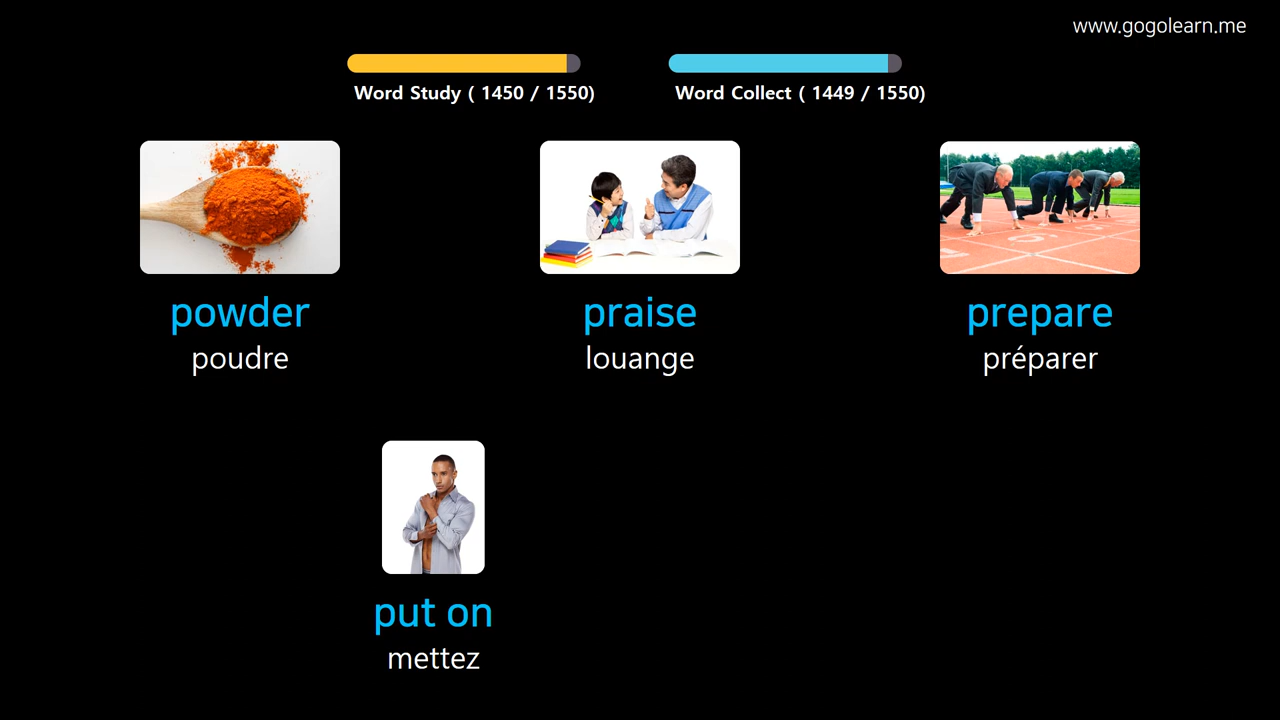 www.gogolearn.me
Word Study ( 1450 / 1550)
Word Collect ( 1449 / 1550)
powder
poudre
praise
louange
prepare
préparer
put on
mettez